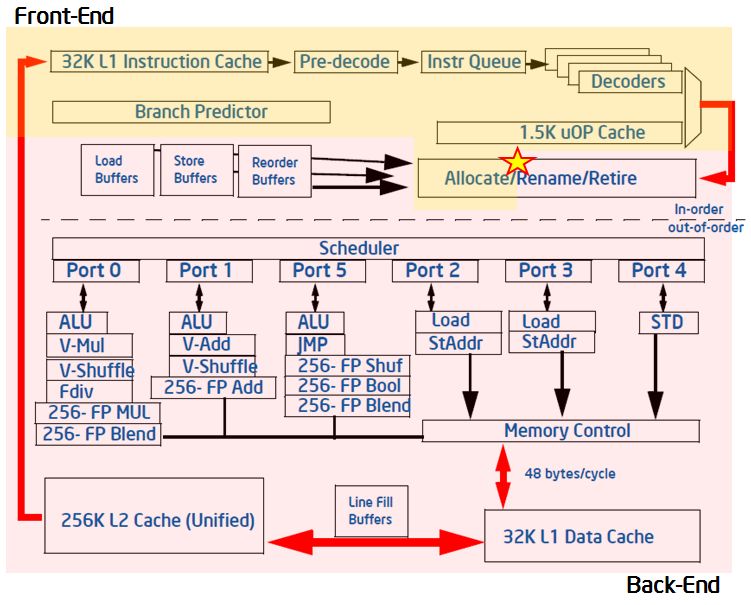 Front-End
32K L1 Instruction Cache
Pre-decode
Instr Queue
Decoders
Branch Predictor
1.5K uOP Cache
Load
Buffers
Store
Buffers
Reorder
Buffers
Allocate/Rename/Retire
In-order
out-of-order
Scheduler
Port 0
Port 1
Port 5
Port 2
Port 3
Port 4
ALU
V-Mul
V-Shuffle
Fdiv
256- FP MUL
256- FP Blend
ALU
V-Add
V-Shuffle
256- FP Add
ALU
JMP
256- FP Shuf
256- FP Bool
256- FP Blend
Load
StAddr
Load
StAddr
STD
Memory Control
48 bytes/cycle
256K L2 Cache (Unified)
Line Fill
Buffers
32K L1 Data Cache
Back-End